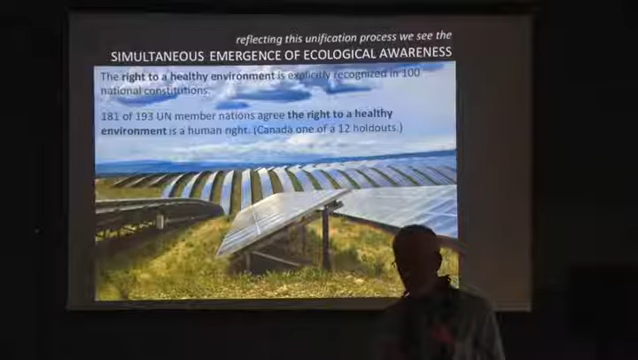 reflecting this unification process we see the
SIMULTANEOUS EMERGENCE OF ECOLOGICAL AWARENESS
The right to a healthy environment is explicitly recognized in 100
national constitutions.
181 of 193 UN member nations agree the right to a healthy
environment is a human right. (Canada one of a 12 holdouts.)